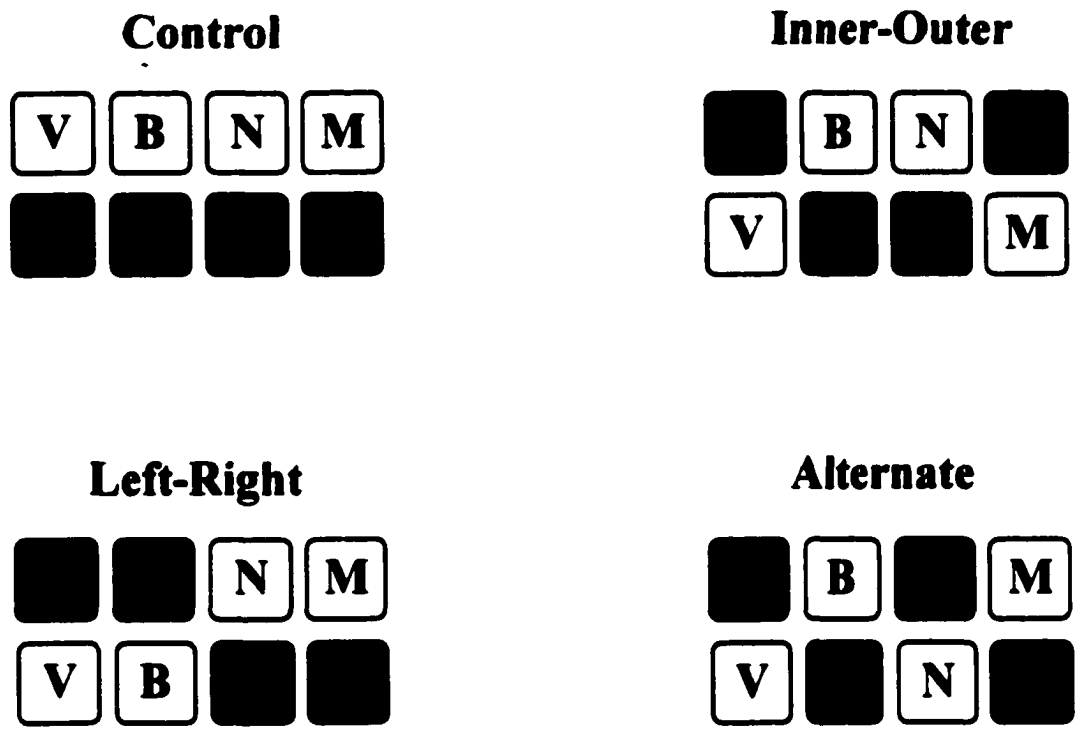 Control
V B N M
Inner-Outer
B N
V M
Left-Right
N M
V B
Alternate
B M
V N